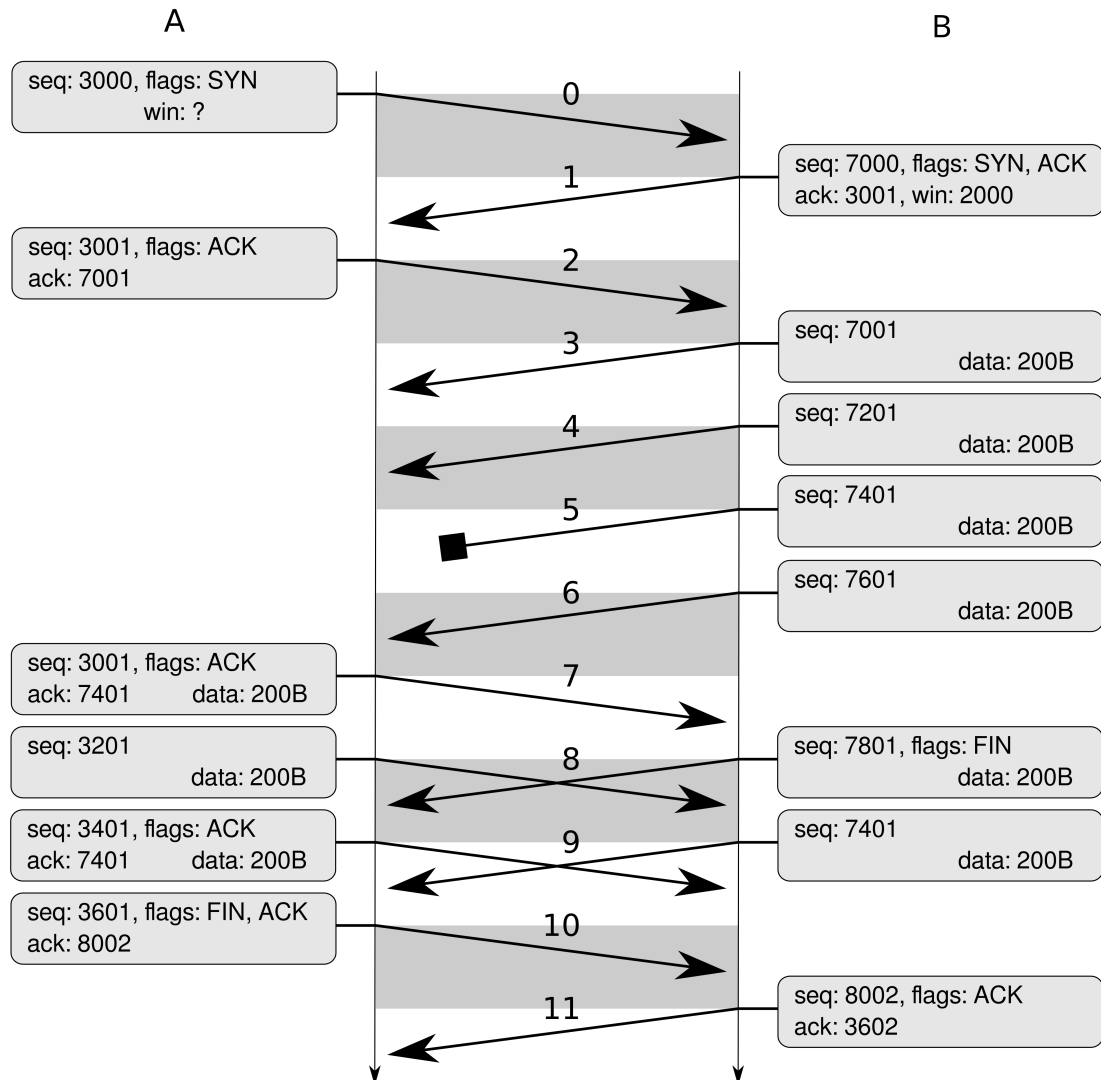 A
B
seq: 3000, flags: SYN
win: ?
0
seq: 7000, flags: SYN, ACK
ack: 3001, win: 2000
1
seq: 3001, flags: ACK
ack: 7001
2
seq: 7001
data: 200B
3
seq: 7201
data: 200B
4
seq: 7401
data: 200B
5
seq: 7601
data: 200B
6
seq: 3001, flags: ACK
ack: 7401 data: 200B
7
seq: 3201
data: 200B
8
seq: 7801, flags: FIN
data: 200B
seq: 3401, flags: ACK
ack: 7401 data: 200B
9
seq: 7401
data: 200B
seq: 3601, flags: FIN, ACK
ack: 8002
10
seq: 8002, flags: ACK
ack: 3602
11